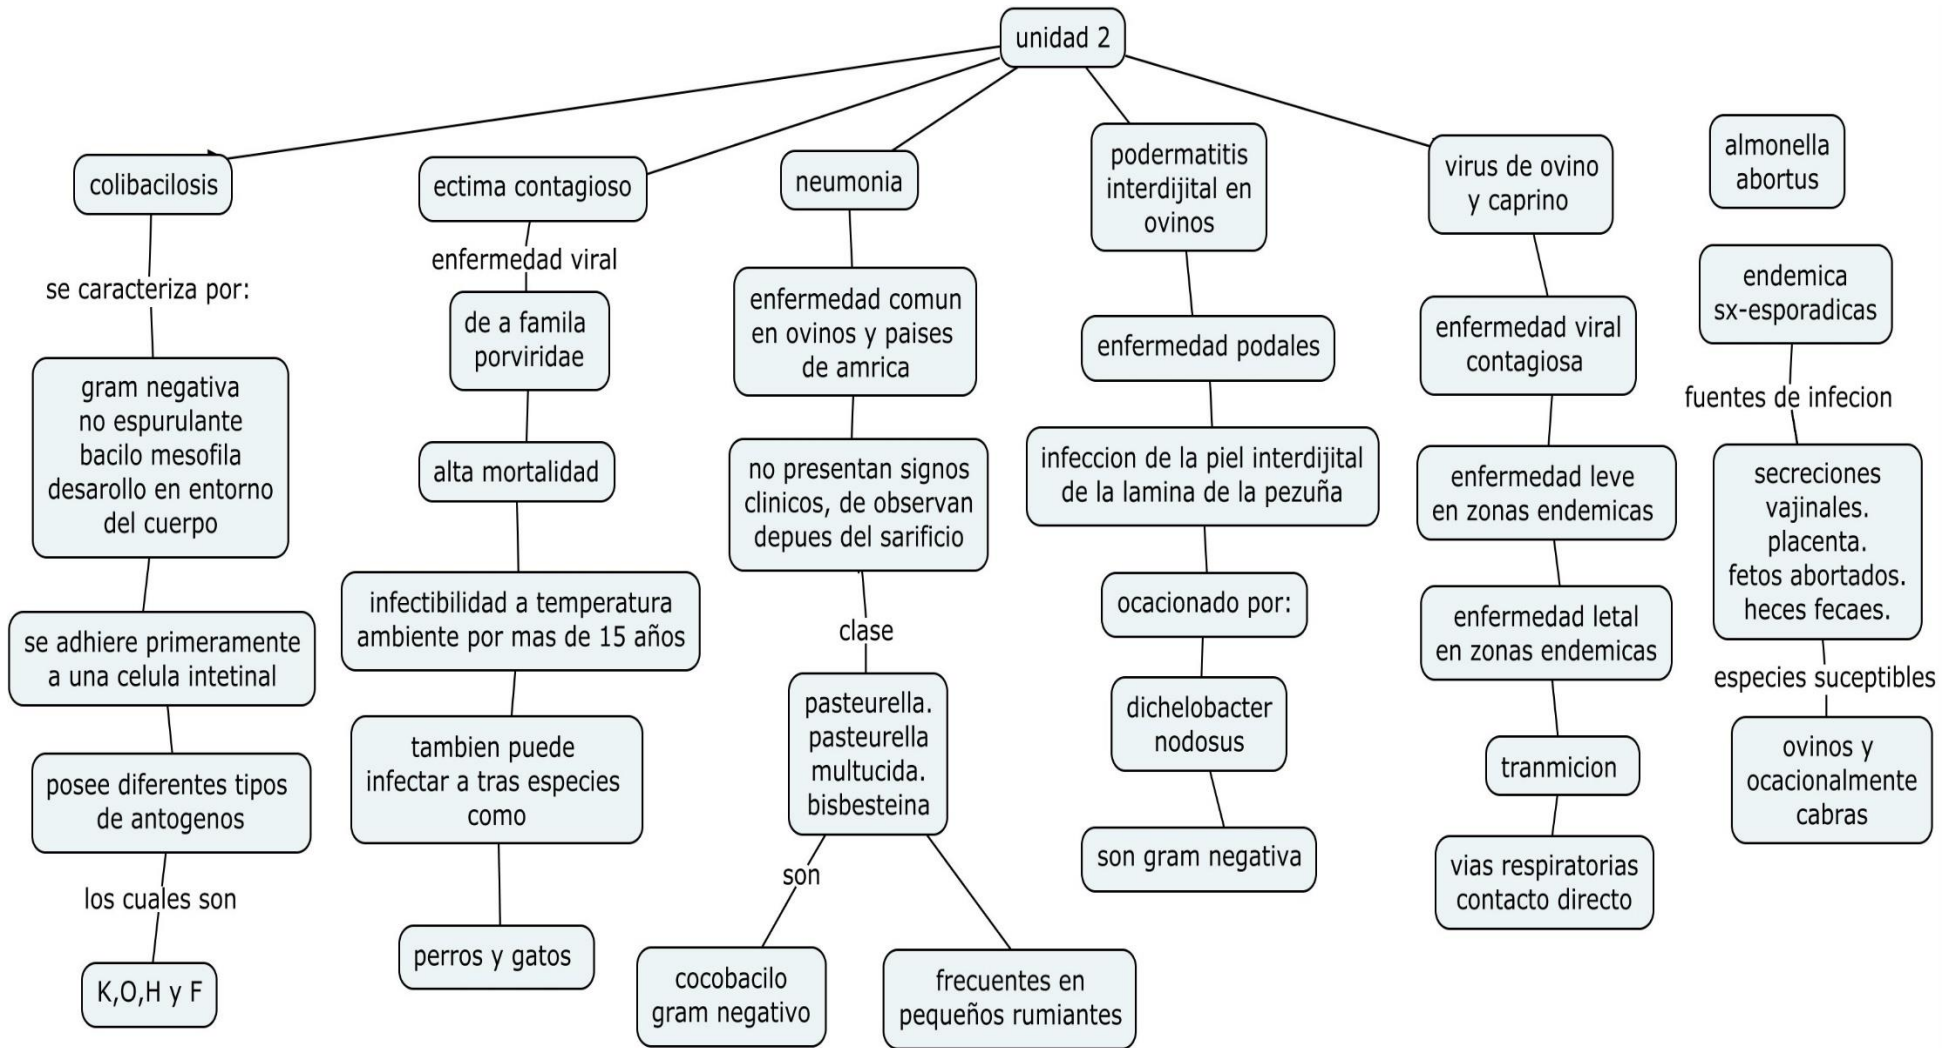 unidad 2
colibacilosis
se caracteriza por:
gram negativa
no espurulante
bacilo mesofila
desarollo en entorno
del cuerpo
se adhiere primeramente
a una celula intetinal
posee diferentes tipos
de antogenos
los cuales son
K,O,H y F
ectima contagioso
enfermedad viral
de a famila
porviridae
alta mortalidad
infectibilidad a temperatura
ambiente por mas de 15 años
tambien puede
infectar a tras especies
como
perros y gatos
neumonia
enfermedad comun
en ovinos y paises
de amrica
no presentan signos
clinicos, de observan
depues del sarificio
clase
pasteurella.
pasteurella
multucida.
bisbesteina
son
cocobacilo
gram negativo
frecuentes en
pequeños rumiantes
podermatitis
interdijital en
ovinos
enfermedad podales
infeccion de la piel interdijital
de la lamina de la pezuña
ocacionado por:
dichelobacter
nodosus
son gram negativa
virus de ovino
y caprino
enfermedad viral
contagiosa
enfermedad leve
en zonas endemicas
enfermedad letal
en zonas endemicas
tranmicion
vias respiratorias
contacto directo
almonella
abortus
endemica
sx-esporadicas
fuentes de infecion
secreciones
vajinales.
placenta.
fetos abortados.
heces fecaes.
especies suceptibles
ovinos y
ocacionalmente
cabras